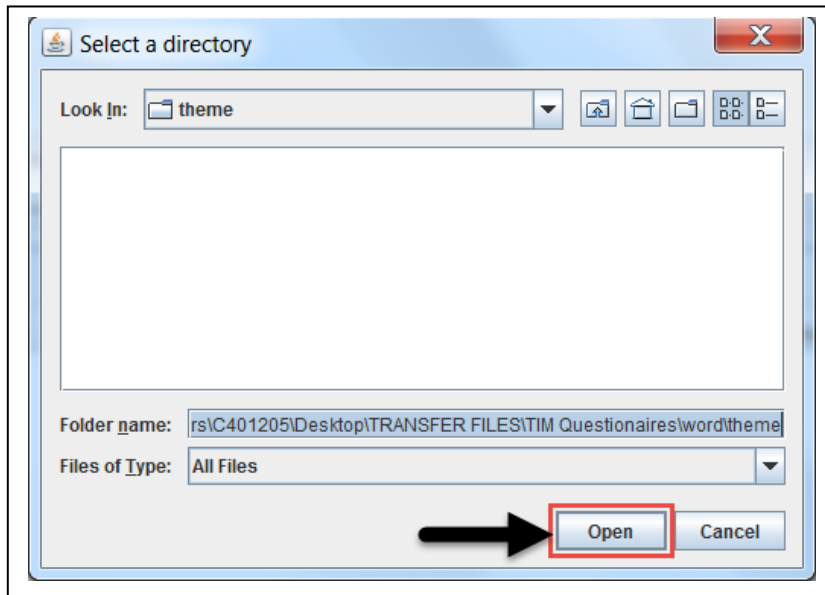 Select a directory
Look In: theme
Folder name: rs\C401205\Desktop\TRANSFER FILES\TIM Questionaires\word\theme
Files of Type: All Files
Open Cancel